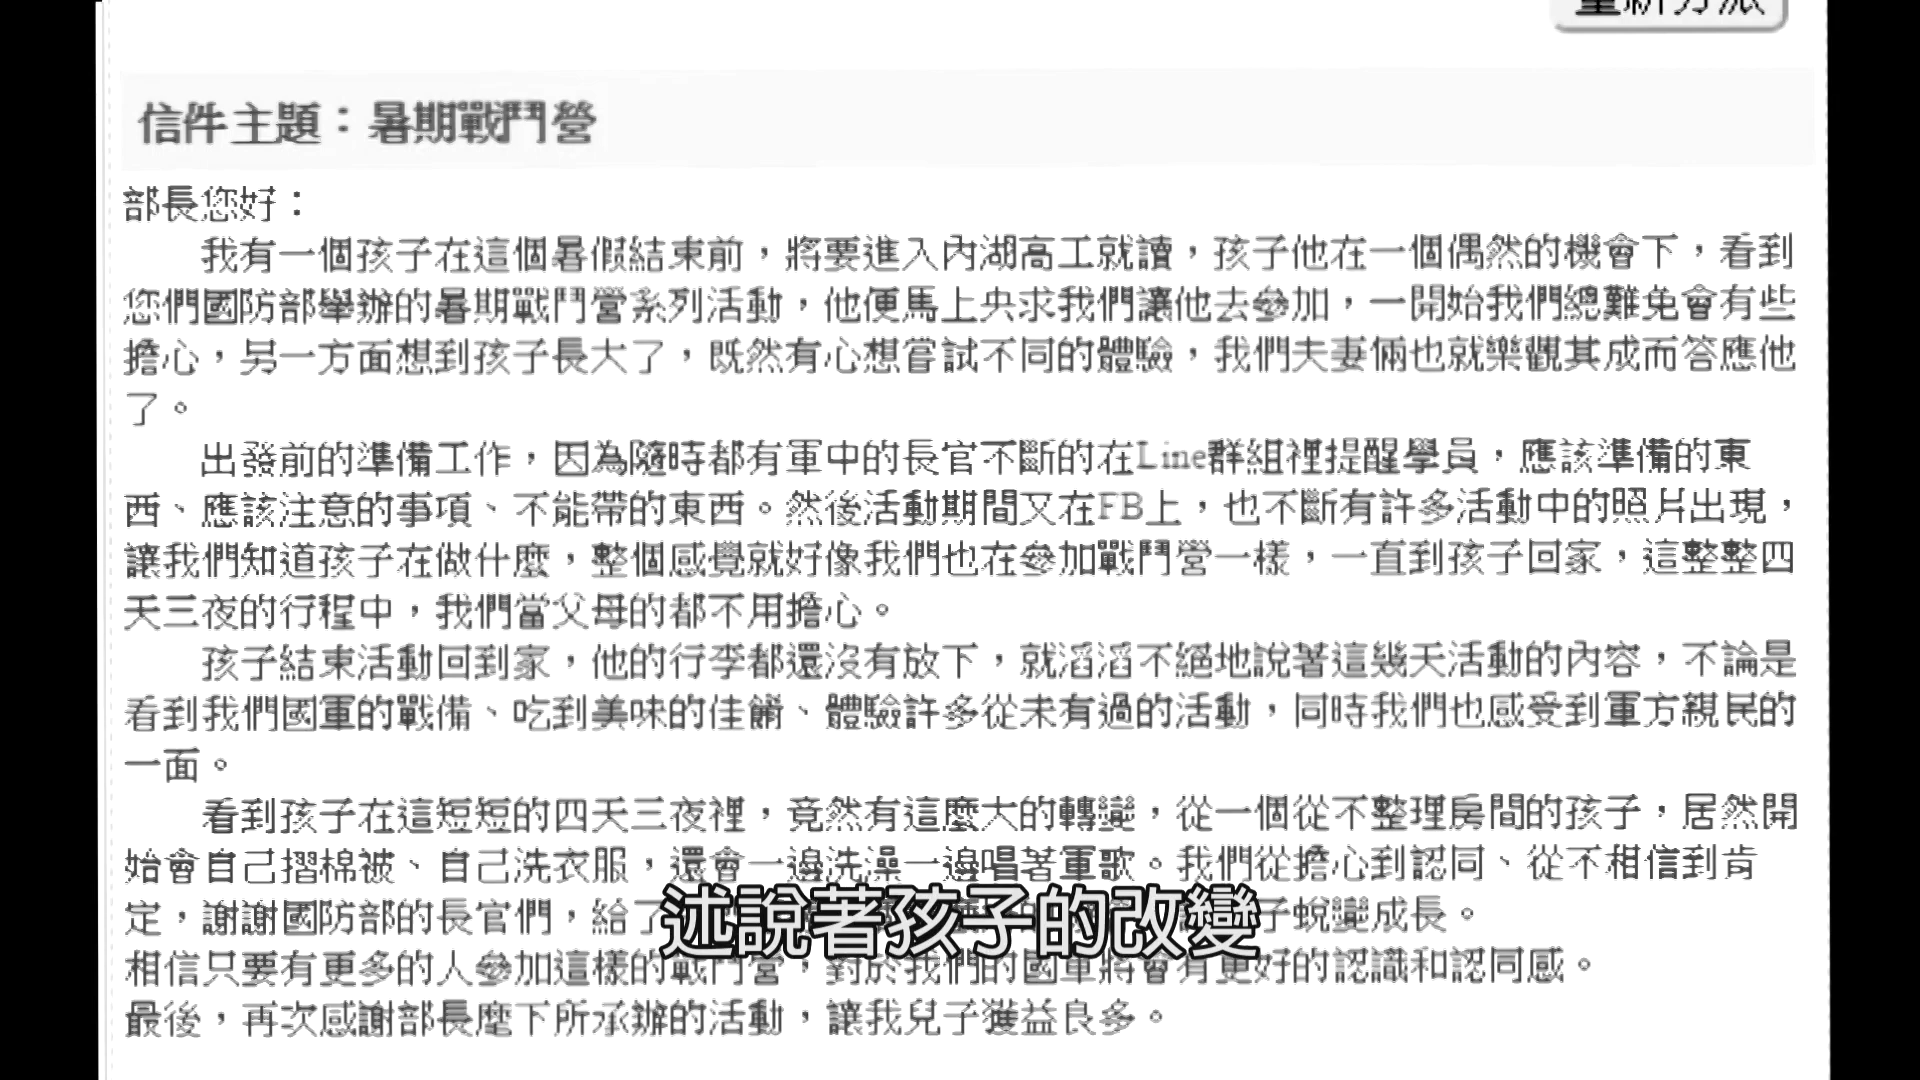 重新分派
信件主題：暑期戰鬥營
部長您好：
我有一個孩子在這個暑假結束前，將要進入內湖高工就讀，孩子他在一個偶然的機會下，看到
您們國防部舉辦的暑期戰鬥營系列活動，他便馬上央求我們讓他去參加，一開始我們總難免會有些
擔心，另一方面想到孩子長大了，既然有心想嘗試不同的體驗，我們夫妻倆也就樂觀其成而答應他
了。
出發前的準備工作，因為隨時都有軍中的長官不斷的在Line群組裡提醒學員，應該準備的東
西、應該注意的事項、不能帶的東西。然後活動期間又在FB上，也不斷有許多活動中的照片出現，
讓我們知道孩子在做什麼，整個感覺就好像我們也在參加戰鬥營一樣，一直到孩子回家，這整整四
天三夜的行程中，我們當父母的都不用擔心。
孩子結束活動回到家，他的行李都還沒有放下，就滔滔不絕地說著這幾天活動的內容，不論是
看到我們國軍的戰備、吃到美味的佳餚、體驗許多從未有過的活動，同時我們也感受到軍方親民的
一面。
看到孩子在這短短的四天三夜裡，竟然有這麼大的轉變，從一個從不整理房間的孩子，居然開
始會自己摺棉被、自己洗衣服，還會一邊洗澡一邊唱著軍歌。我們從擔心到認同、從不相信到肯
定，謝謝國防部的長官們，給了 子蛻變成長。
述說著孩子的改變
相信只要有更多的人參加這樣的戰鬥營，對於我們的國軍將會有更好的認識和認同感。
最後，再次感謝部長麾下所承辦的活動，讓我兒子獲益良多。